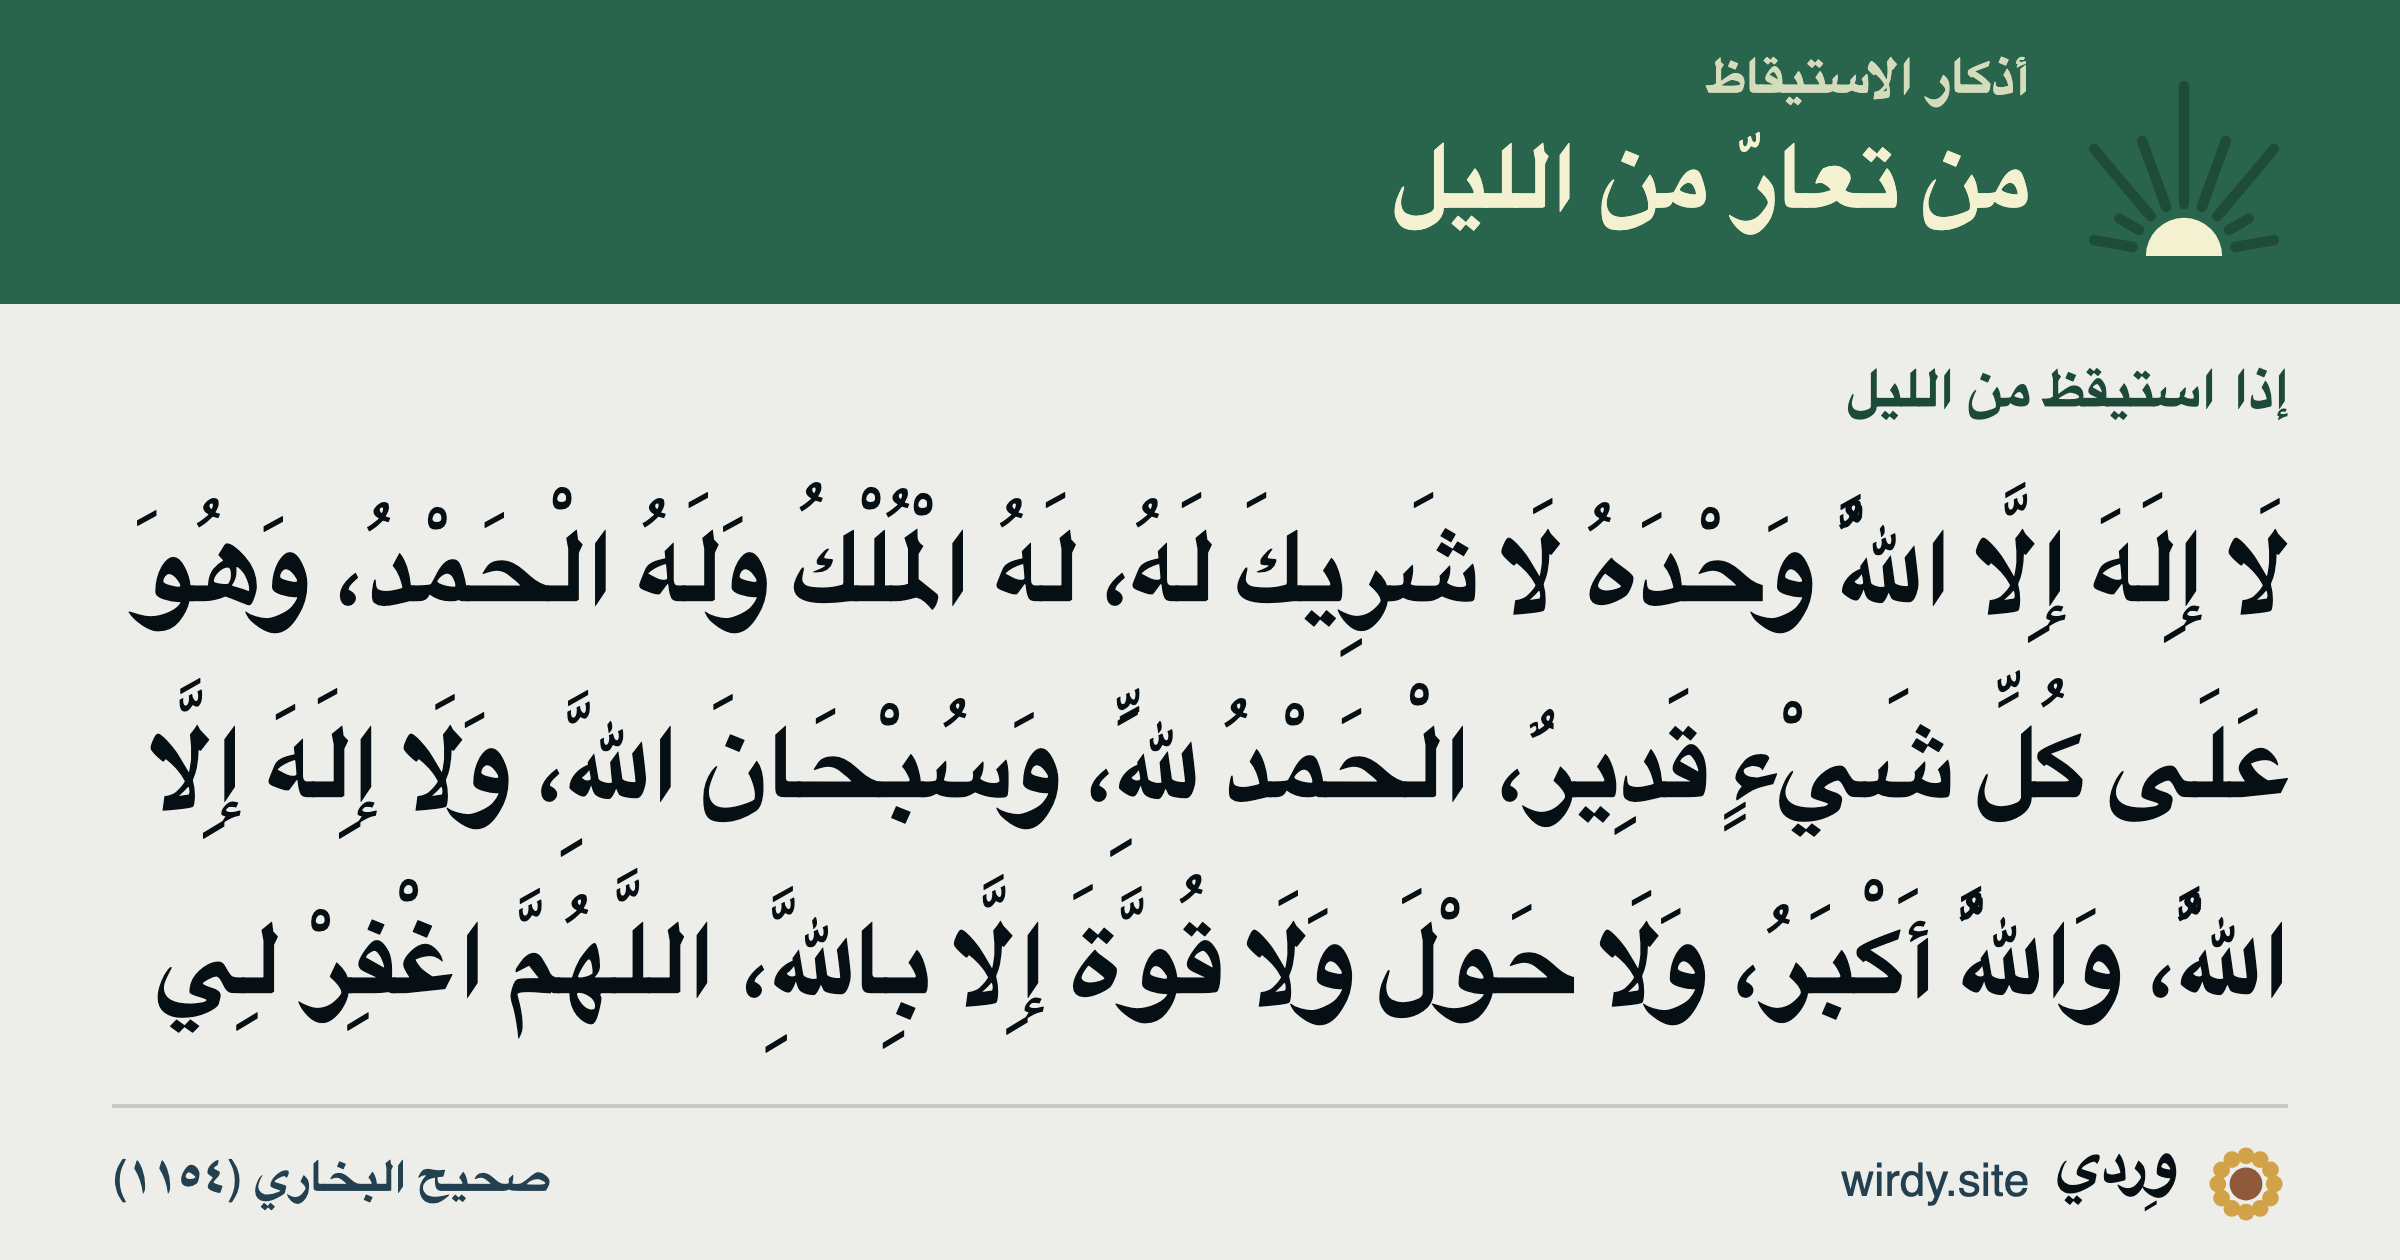 أذكار الاستيقاظ
من تعارّ من الليل
إذا استيقظ من الليل
لَا إِلَهَ إِلَّا اللهُ وَحْدَهُ لَا شَرِيكَ لَهُ، لَهُ الْمُلْكُ وَلَهُ الْحَمْدُ، وَهُوَ
عَلَى كُلِّ شَيْءٍ قَدِيرٌ، الْحَمْدُ للهِ، وَسُبْحَانَ اللهِ، وَلَا إِلَهَ إِلَّا
اللهُ، وَاللهُ أَكْبَرُ، وَلَا حَوْلَ وَلَا قُوَّةَ إِلَّا بِاللهِ، اللَّهُمَّ اغْفِرْ لِي
وِردي wirdy.site
صحيح البخاري (١١٥٤)